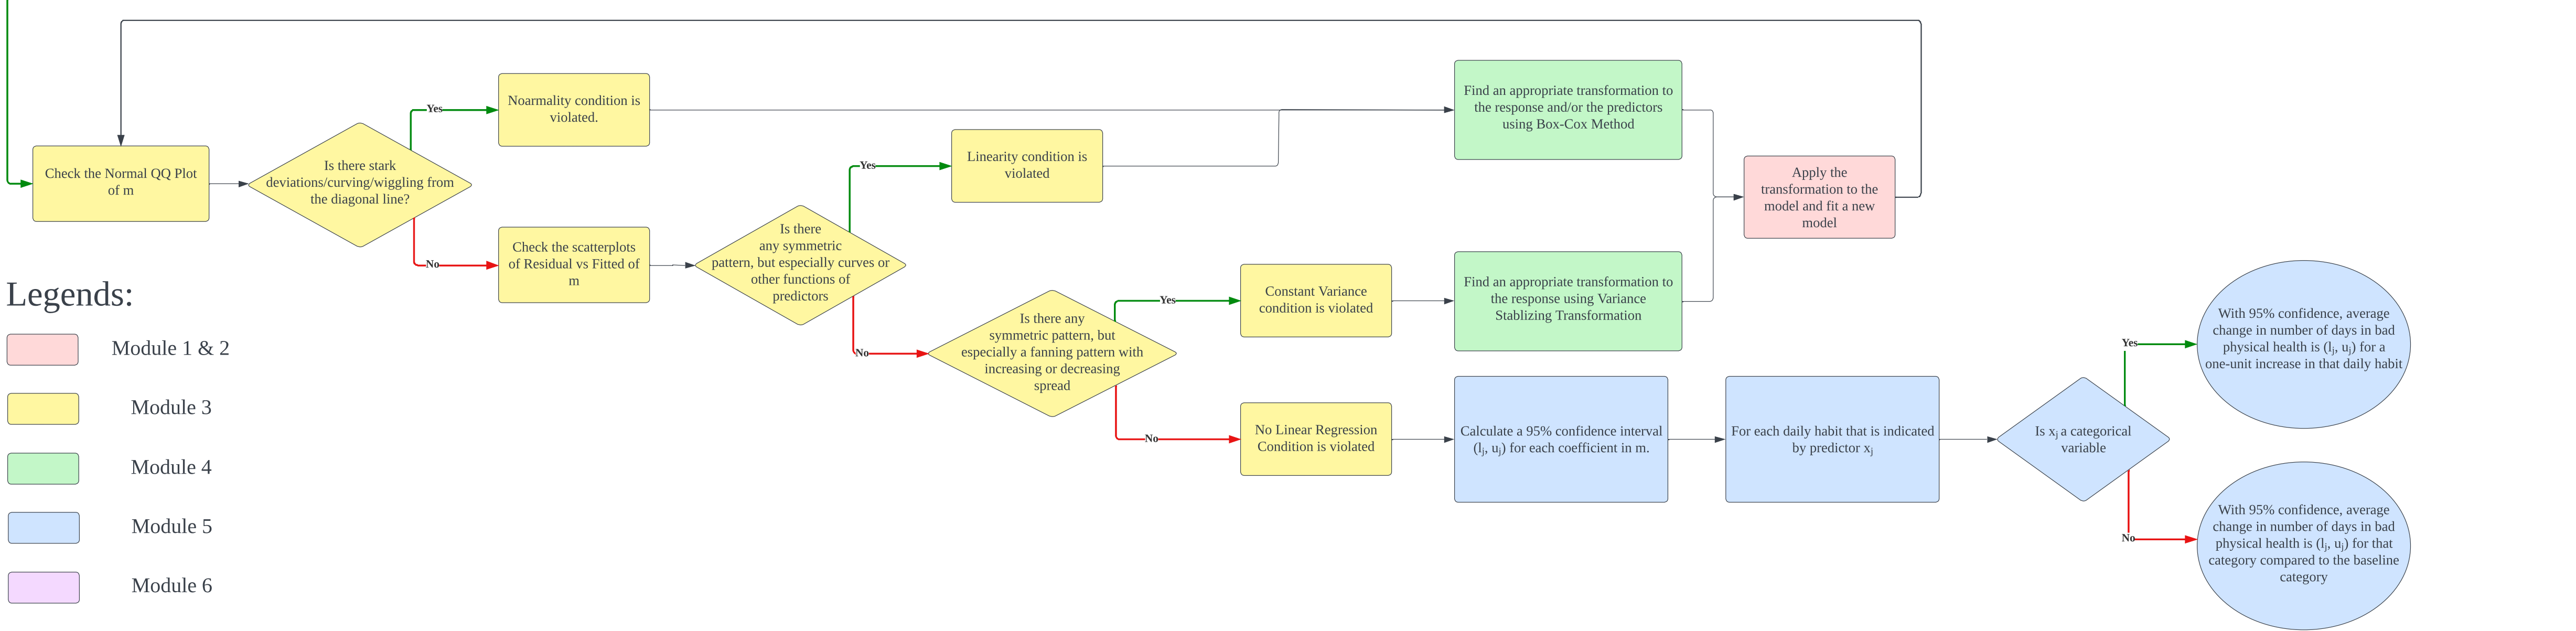 Check the Normal QQ Plot
of m
Is there stark
deviations/curving/wiggling from
the diagonal line?
Yes
No
Noarmality condition is
violated.
Check the scatterplots
of Residual vs Fitted of
m
Is there
any symmetric
pattern, but especially curves or
other functions of
predictors
Yes
No
Linearity condition is
violated
Is there any
symmetric pattern, but
especially a fanning pattern with
increasing or decreasing
spread
Yes
No
Constant Variance
condition is violated
No Linear Regression
Condition is violated
Find an appropriate transformation to
the response and/or the predictors
using Box-Cox Method
Find an appropriate transformation to
the response using Variance
Stablizing Transformation
Apply the
transformation to the
model and fit a new
model
Calculate a 95% confidence interval
(lj, uj) for each coefficient in m.
For each daily habit that is indicated
by predictor xj
Is xj a categorical
variable
Yes
No
With 95% confidence, average
change in number of days in bad
physical health is (lj, uj) for a
one-unit increase in that daily habit
With 95% confidence, average
change in number of days in bad
physical health is (lj, uj) for that
category compared to the baseline
category
Legends:
Module 1 & 2
Module 3
Module 4
Module 5
Module 6